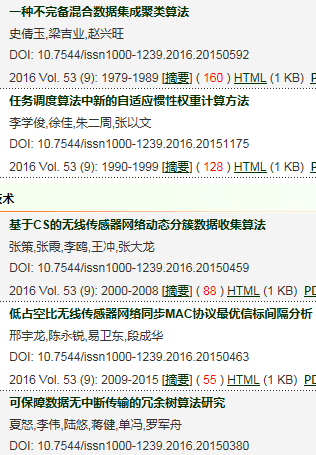 一种不完备混合数据集成聚类算法
史倩玉,梁吉业,赵兴旺
DOI: 10.7544/issn1000-1239.2016.20150592
2016 Vol. 53 (9): 1979-1989 [摘要] ( 160 ) HTML (1 KB) P
任务调度算法中新的自适应惯性权重计算方法
李学俊,徐佳,朱二周,张以文
DOI: 10.7544/issn1000-1239.2016.20151175
2016 Vol. 53 (9): 1990-1999 [摘要] ( 128 ) HTML (1 KB) P
技术
基于CS的无线传感器网络动态分簇数据收集算法
张策,张霞,李鸥,王冲,张大龙
DOI: 10.7544/issn1000-1239.2016.20150459
2016 Vol. 53 (9): 2000-2008 [摘要] ( 88 ) HTML (1 KB) PD
低占空比无线传感器网络同步MAC协议最优信标间隔分析
邢宇龙,陈永锐,易卫东,段成华
DOI: 10.7544/issn1000-1239.2016.20150463
2016 Vol. 53 (9): 2009-2015 [摘要] ( 55 ) HTML (1 KB) PD
可保障数据无中断传输的冗余树算法研究
夏怒,李伟,陆悠,蒋健,单冯,罗军舟
DOI: 10.7544/issn1000-1239.2016.20150380